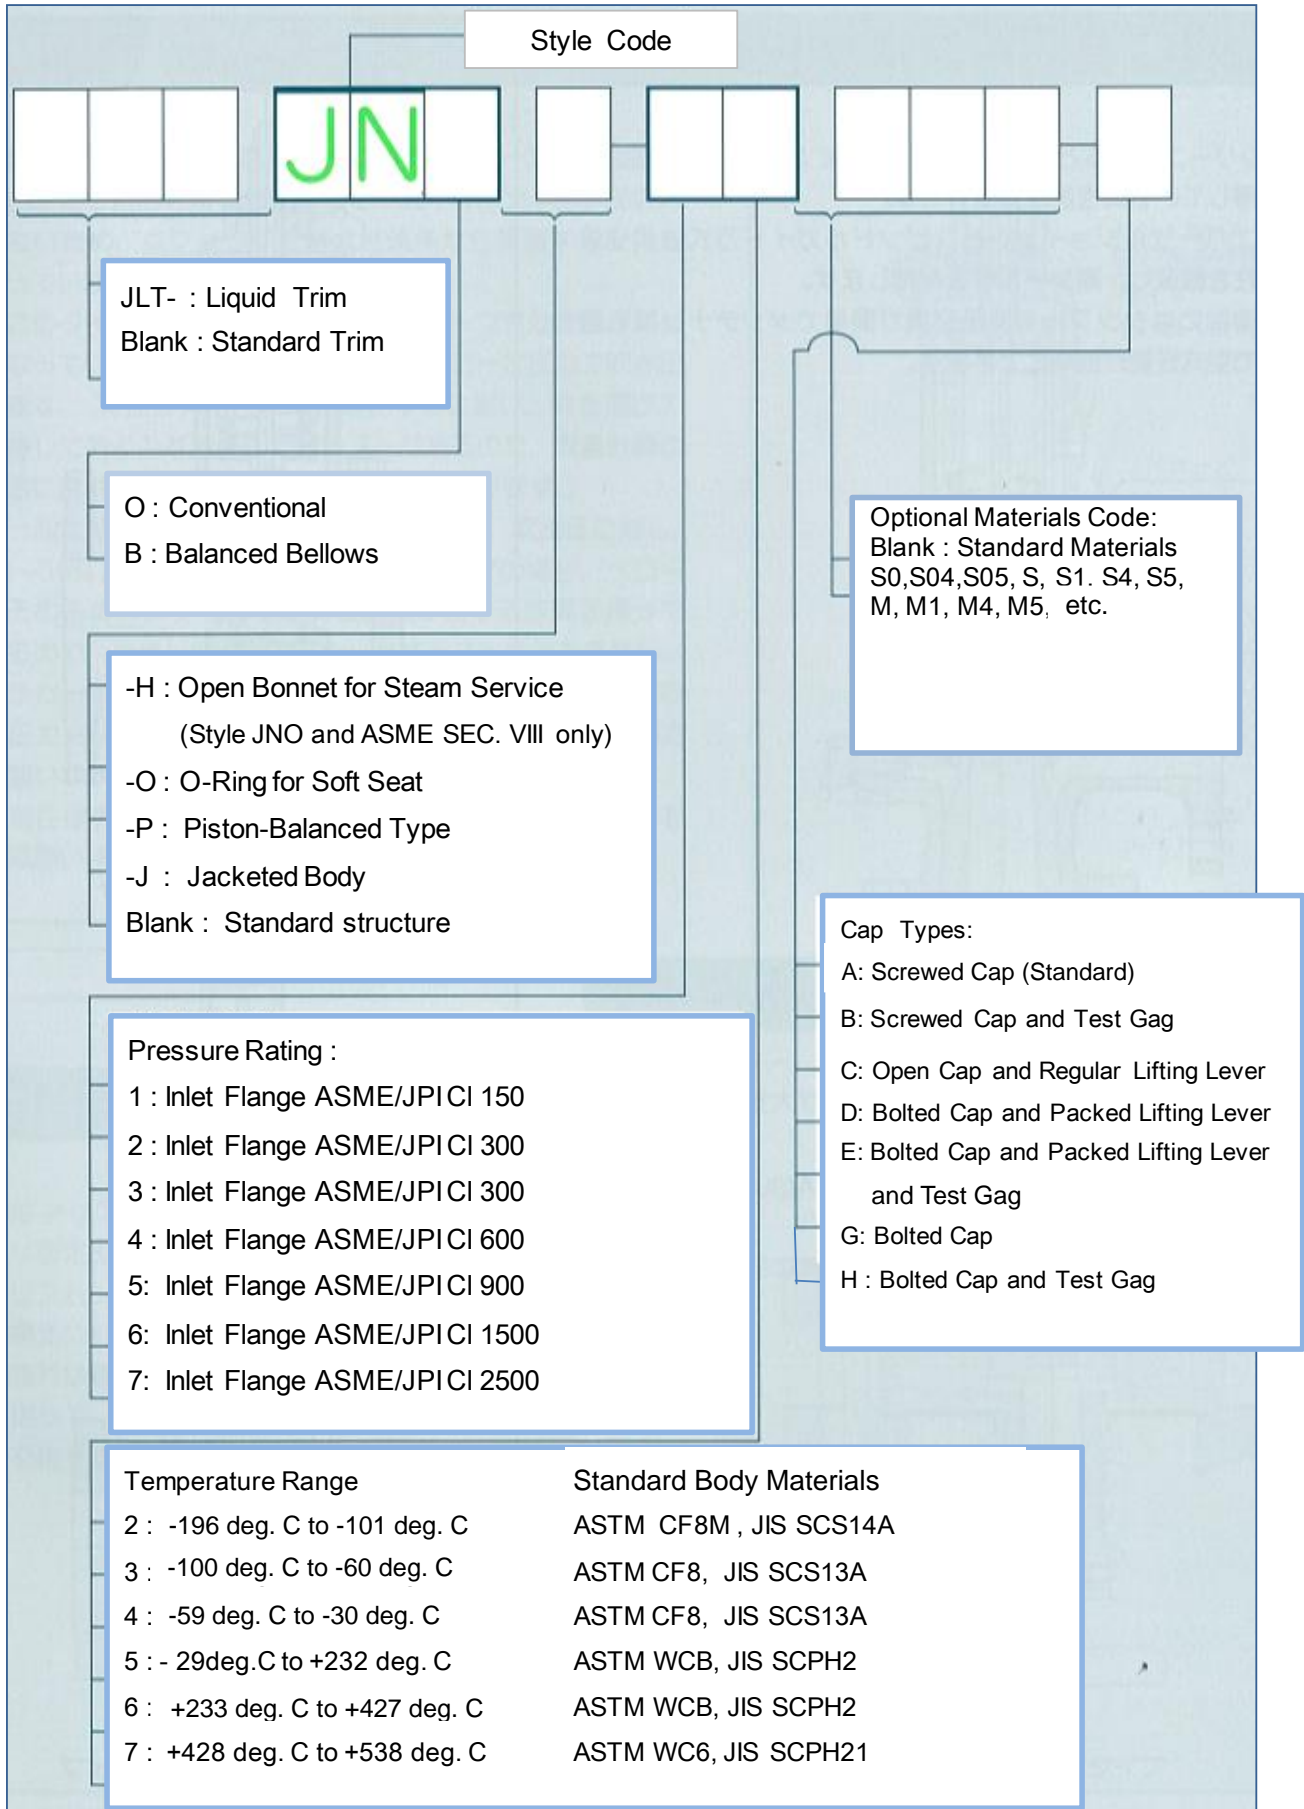 Style Code
JN
JLT- : Liquid Trim
Blank : Standard Trim
O : Conventional
B : Balanced Bellows
Optional Materials Code:
Blank : Standard Materials
S0,S04,S05, S, S1. S4, S5,
M, M1, M4, M5, etc.
-H : Open Bonnet for Steam Service
(Style JNO and ASME SEC. VIII only)
-O : O-Ring for Soft Seat
-P : Piston-Balanced Type
-J : Jacketed Body
Blank : Standard structure
Cap Types:
A: Screwed Cap (Standard)
B: Screwed Cap and Test Gag
C: Open Cap and Regular Lifting Lever
D: Bolted Cap and Packed Lifting Lever
E: Bolted Cap and Packed Lifting Lever
and Test Gag
G: Bolted Cap
H : Bolted Cap and Test Gag
Pressure Rating :
1 : Inlet Flange ASME/JPI Cl 150
2 : Inlet Flange ASME/JPI Cl 300
3 : Inlet Flange ASME/JPI Cl 300
4 : Inlet Flange ASME/JPI Cl 600
5: Inlet Flange ASME/JPI Cl 900
6: Inlet Flange ASME/JPI Cl 1500
7: Inlet Flange ASME/JPI Cl 2500
Temperature Range Standard Body Materials
2 : -196 deg. C to -101 deg. C ASTM CF8M , JIS SCS14A
3 : -100 deg. C to -60 deg. C ASTM CF8, JIS SCS13A
4 : -59 deg. C to -30 deg. C ASTM CF8, JIS SCS13A
5 : - 29deg.C to +232 deg. C ASTM WCB, JIS SCPH2
6 : +233 deg. C to +427 deg. C ASTM WCB, JIS SCPH2
7 : +428 deg. C to +538 deg. C ASTM WC6, JIS SCPH21